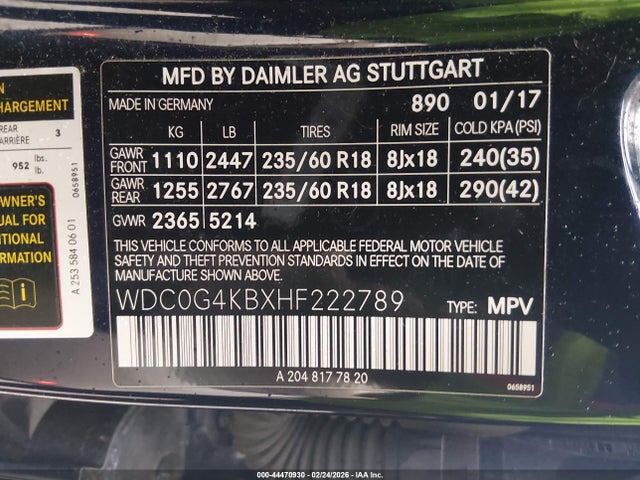 MFD BY DAIMLER AG STUTTGART
MADE IN GERMANY 890 01/17
KG LB TIRES RIM SIZE COLD KPA(PSI)
GAWR FRONT 1110 2447 235/60 R18 8Jx18 240(35)
GAWR REAR 1255 2767 235/60 R18 8Jx18 290(42)
GVWR 2365 5214
THIS VEHICLE CONFORMS TO ALL APPLICABLE FEDERAL MOTOR VEHICLE
SAFETY AND THEFT PREVENTION STANDARDS IN EFFECT ON THE
DATE OF MANUFACTURE SHOWN ABOVE.
WDC0G4KBXHF222789 TYPE: MPV
A 204 817 78 20
0658951
HARGEMENT
REAR
ARRIÈRE 3
952 lbs.
lb.
0658951
WNER'S
UAL FOR
ITIONAL
RMATION
A 253 584 06 01
000-44470930 - 02/24/2026 - IAA, Inc.